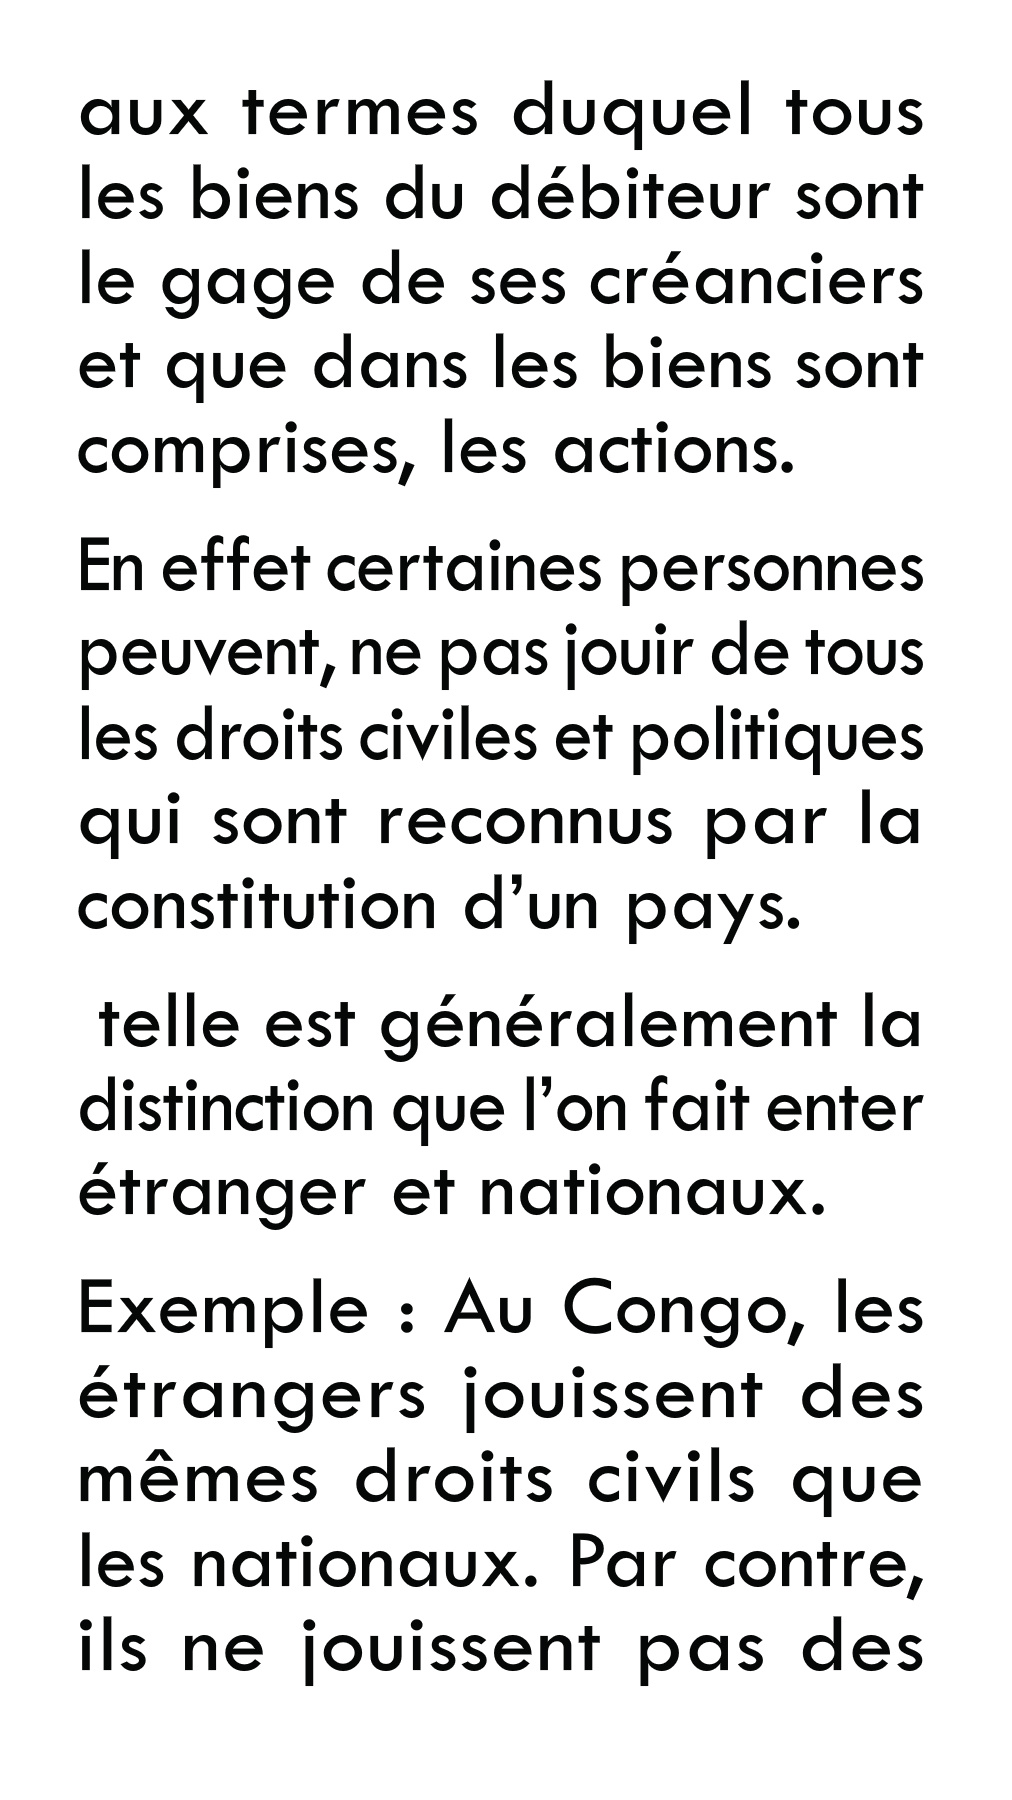 aux termes duquel tous
les biens du débiteur sont
le gage de ses créanciers
et que dans les biens sont
comprises, les actions.
En effet certaines personnes
peuvent, ne pas jouir de tous
les droits civiles et politiques
qui sont reconnus par la
constitution d’un pays.
telle est généralement la
distinction que l’on fait enter
étranger et nationaux.
Exemple : Au Congo, les
étrangers jouissent des
mêmes droits civils que
les nationaux. Par contre,
ils ne jouissent pas des